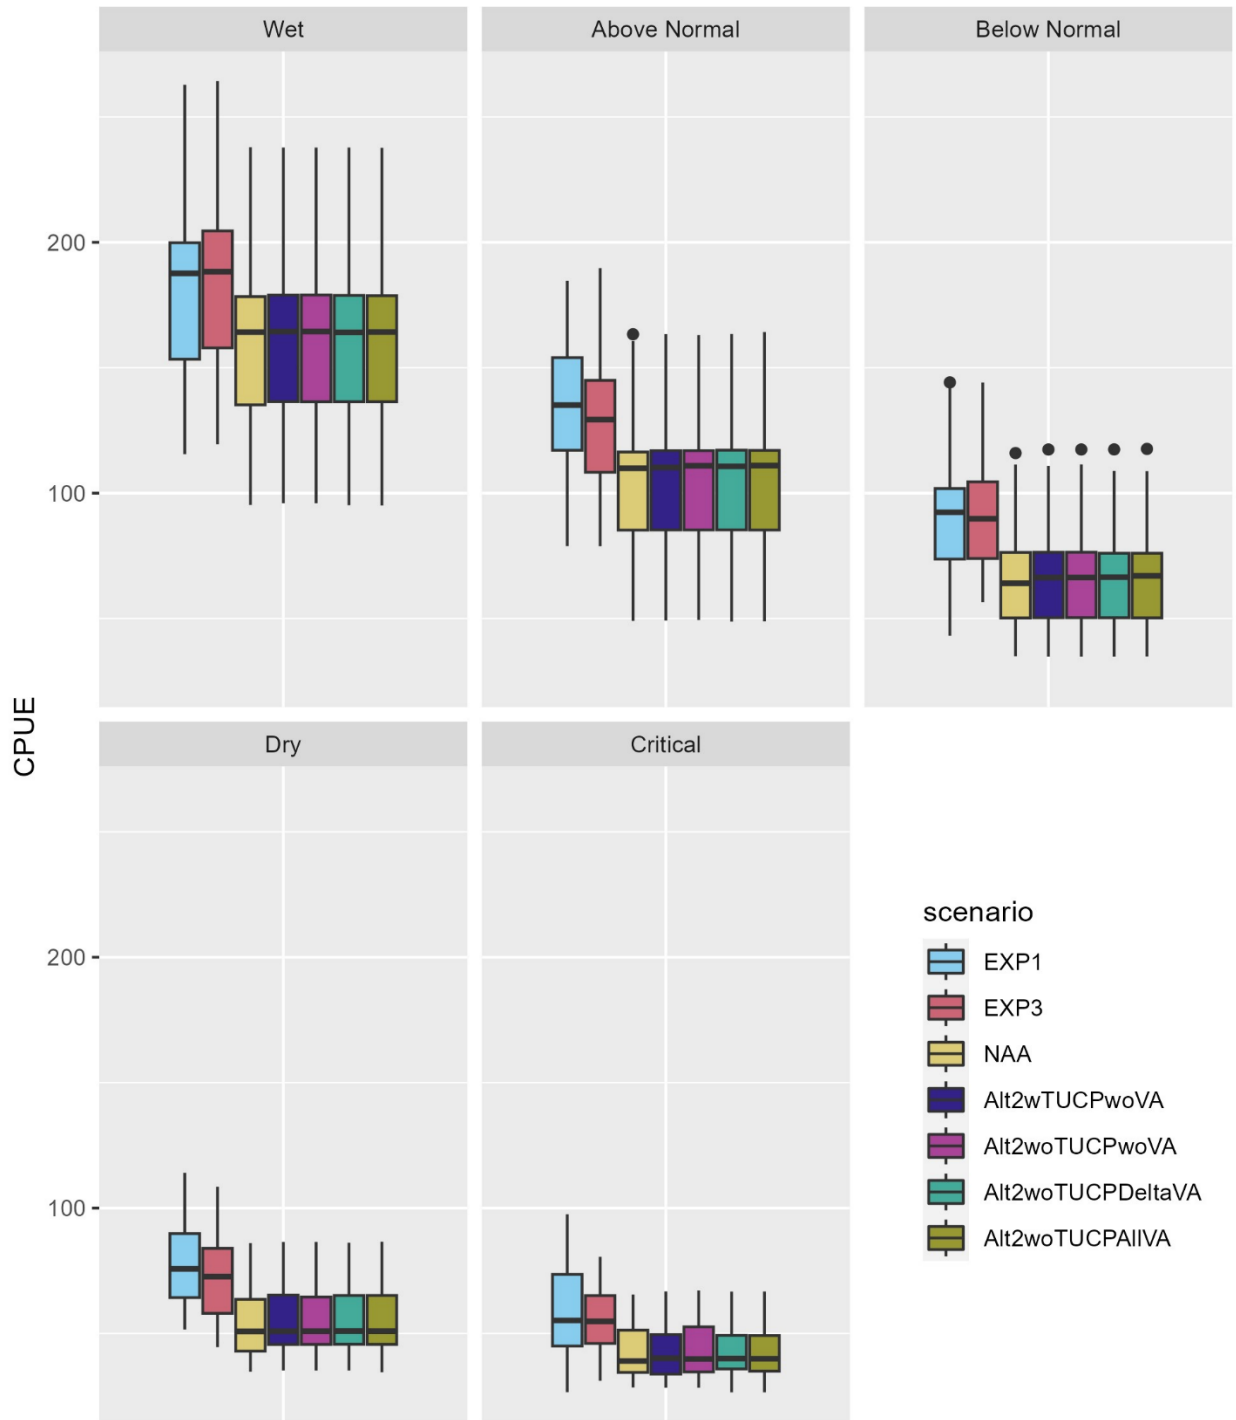 Wet
Above Normal
Below Normal
200
100
CPUE
Dry
Critical
200
100
scenario
EXP1
EXP3
NAA
Alt2wTUCPwoVA
Alt2woTUCPwoVA
Alt2woTUCPDeltaVA
Alt2woTUCPAllVA